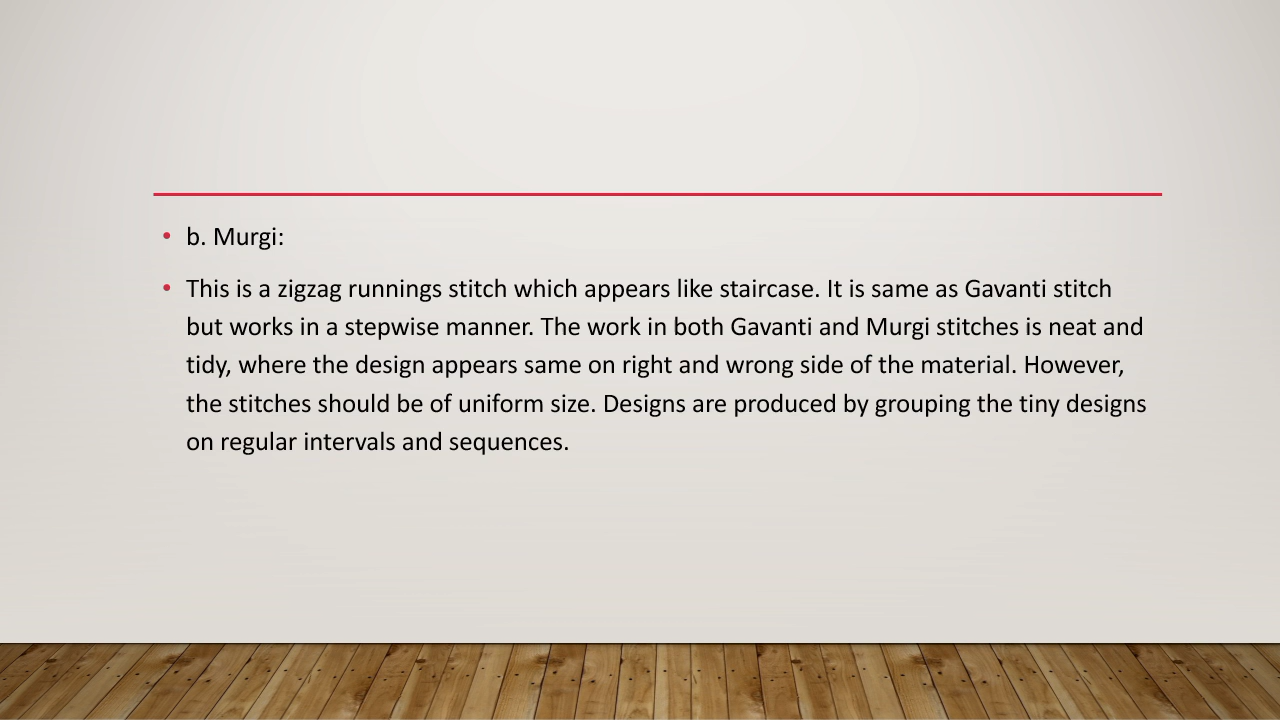 • b. Murgi:
• This is a zigzag runnings stitch which appears like staircase. It is same as Gavanti stitch
but works in a stepwise manner. The work in both Gavanti and Murgi stitches is neat and
tidy, where the design appears same on right and wrong side of the material. However,
the stitches should be of uniform size. Designs are produced by grouping the tiny designs
on regular intervals and sequences.